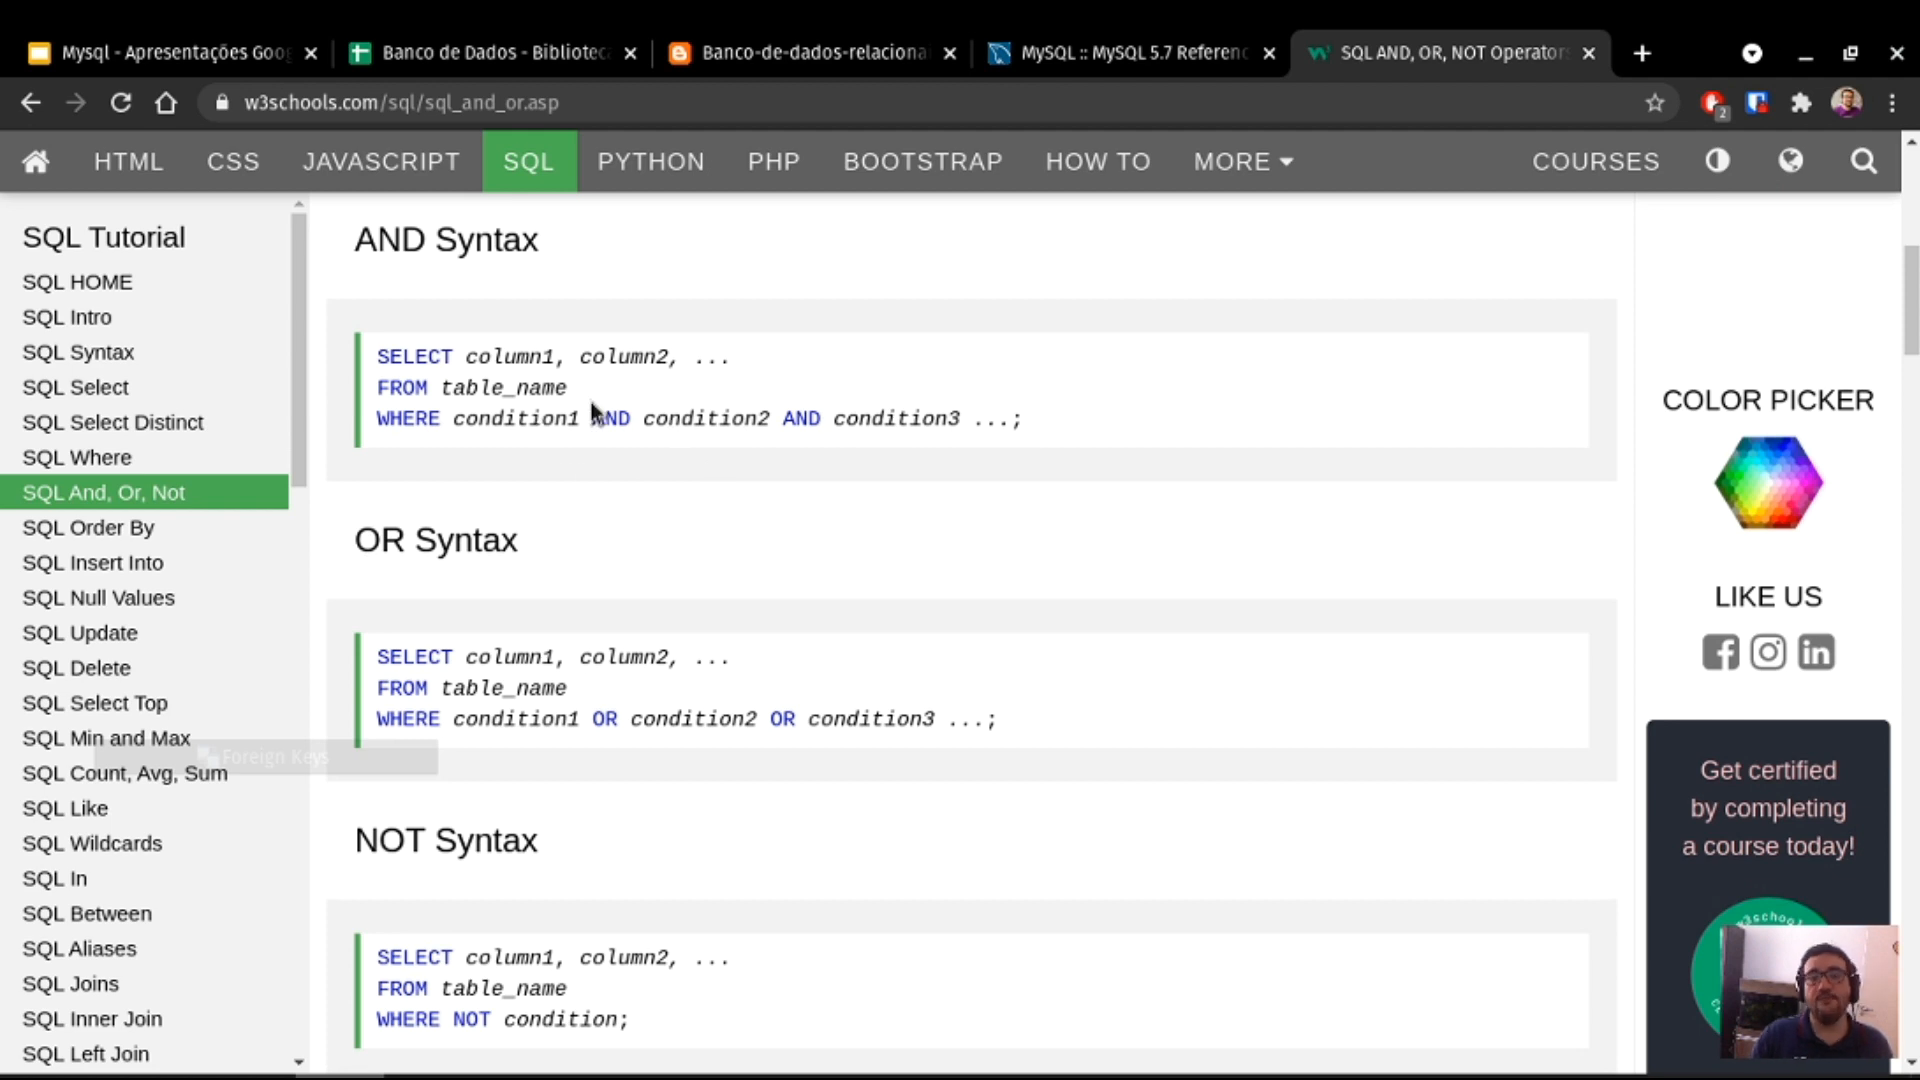 Mysql - Apresentações Goog
Banco de Dados - Bibliotec
Banco-de-dados-relaciona
MySQL :: MySQL 5.7 Referenc
SQL AND, OR, NOT Operator
w3schools.com/sql/sql_and_or.asp
2
HTML
CSS
JAVASCRIPT
SQL
PYTHON
PHP
BOOTSTRAP
HOW TO
MORE
COURSES
SQL Tutorial
SQL HOME
SQL Intro
SQL Syntax
SQL Select
SQL Select Distinct
SQL Where
SQL And, Or, Not
SQL Order By
SQL Insert Into
SQL Null Values
SQL Update
SQL Delete
SQL Select Top
SQL Min and Max
Foreign Keys
SQL Count, Avg, Sum
SQL Like
SQL Wildcards
SQL In
SQL Between
SQL Aliases
SQL Joins
SQL Inner Join
SQL Left Join
AND Syntax
SELECT column1, column2, ...
FROM table_name
WHERE condition1 AND condition2 AND condition3 ...;
OR Syntax
SELECT column1, column2, ...
FROM table_name
WHERE condition1 OR condition2 OR condition3 ...;
NOT Syntax
SELECT column1, column2, ...
FROM table_name
WHERE NOT condition;
COLOR PICKER
LIKE US
Get certified
by completing
a course today!